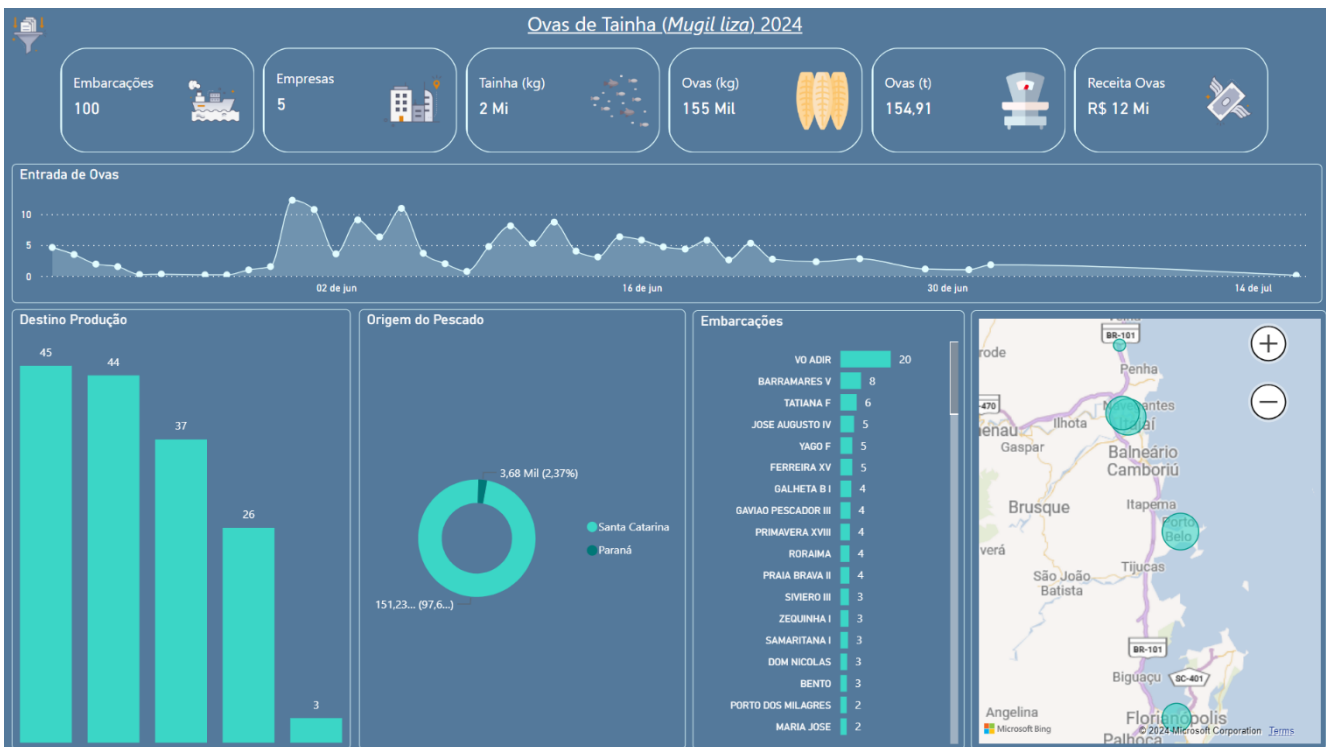 Ovas de Tainha (Mugil liza) 2024
Embarcações
100
Empresas
5
Tainha (kg)
2 Mi
Ovas (kg)
155 Mil
Ovas (t)
154,91
Receita Ovas
R$ 12 Mi
Entrada de Ovas
10
5
0
02 de jun
16 de jun
30 de jun
14 de jul
Destino Produção
45
44
37
26
3
Origem do Pescado
3,68 Mil (2,37%)
151,23... (97,6...)
Santa Catarina
Paraná
Embarcações
VO ADIR 20
BARRAMARES V 8
TATIANA F 6
JOSE AUGUSTO IV 5
YAGO F 5
FERREIRA XV 5
GALHETA B I 4
GAVIAO PESCADOR III 4
PRIMAVERA XVIII 4
RORAIMA 4
PRAIA BRAVA II 4
SIVIERO III 3
ZEQUINHA I 3
SAMARITANA I 3
DOM NICOLAS 3
BENTO 3
PORTO DOS MILAGRES 2
MARIA JOSE 2
BR-101
rode
Penha
-470
Navegantes
Itajaí
enau
Ilhota
Gaspar
Balneário
Camboriú
Brusque
Itapema
Porto
Belo
verá
Tijucas
São João
Batista
BR-101
Biguaçu
SC-401
Angelina
Florianópolis
Palhoça
Microsoft Bing
© 2024 Microsoft Corporation Terms